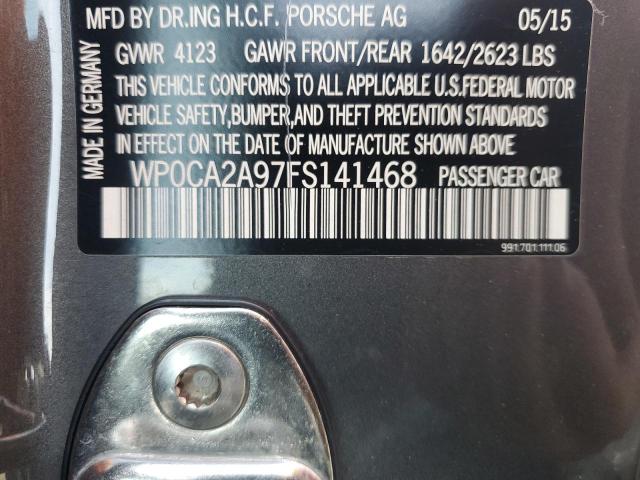 MFD BY DR.ING H.C.F. PORSCHE AG 05/15
GVWR 4123 GAWR FRONT/REAR 1642/2623 LBS
THIS VEHICLE CONFORMS TO ALL APPLICABLE U.S.FEDERAL MOTOR
VEHICLE SAFETY,BUMPER,AND THEFT PREVENTION STANDARDS
IN EFFECT ON THE DATE OF MANUFACTURE SHOWN ABOVE
WP0CA2A97FS141468 PASSENGER CAR
991.701.111.06
MADE IN GERMANY